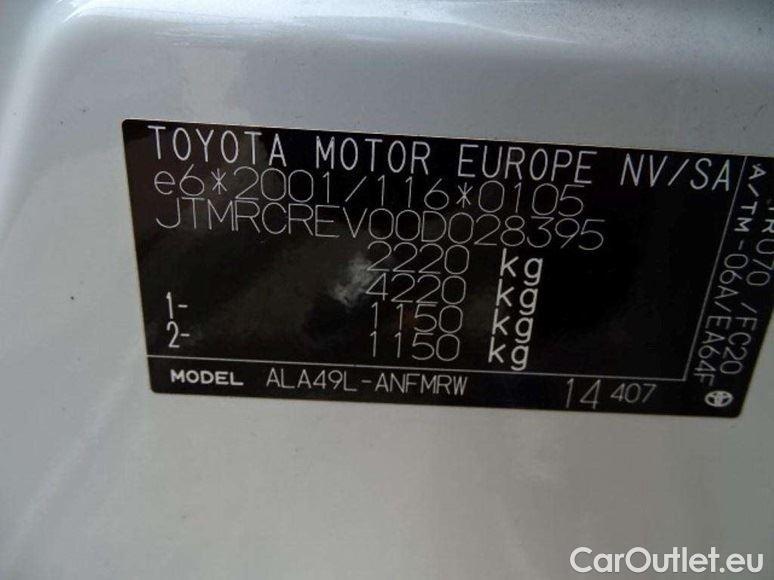 TOYOTA MOTOR EUROPE NV/SA
e6*2001/116*0105
JTMRCREV00D028395
2220 kg
4220 kg
1- 1150 kg
2- 1150 kg
MODEL ALA49L-ANFMRW
14 407
/FC20
A/TM-06A/EA64F
CarOutlet.eu